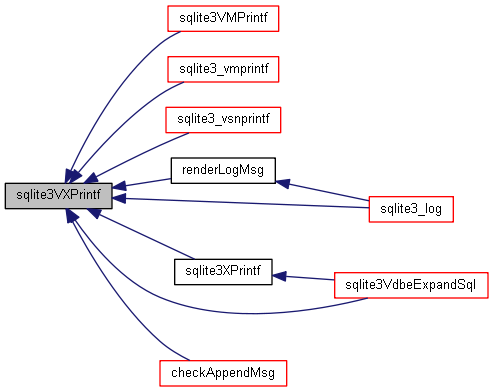 sqlite3VMPrintf
sqlite3_vmprintf
sqlite3_vsnprintf
renderLogMsg
sqlite3VXPrintf
sqlite3_log
sqlite3XPrintf
sqlite3VdbeExpandSql
checkAppendMsg